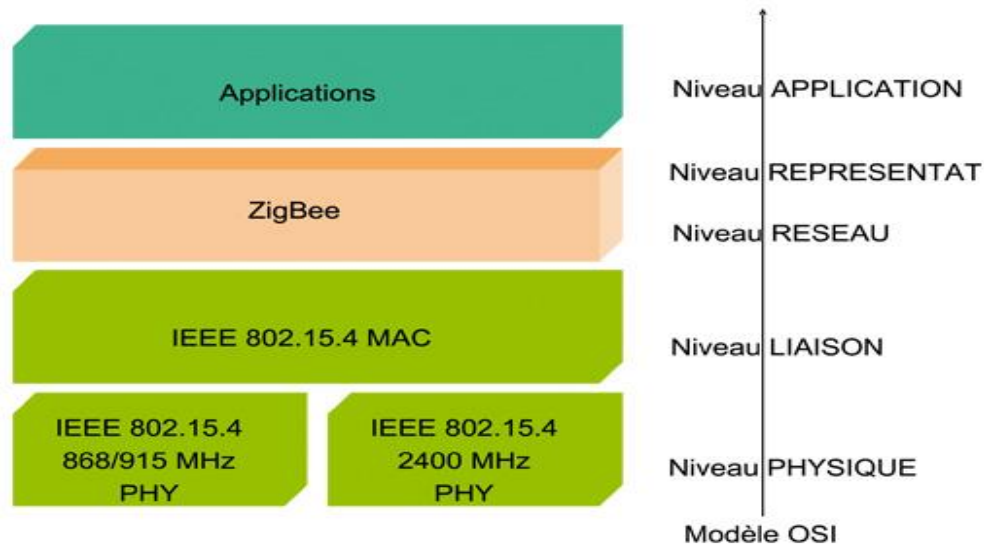 Applications
ZigBee
IEEE 802.15.4 MAC
IEEE 802.15.4
868/915 MHz
PHY
IEEE 802.15.4
2400 MHz
PHY
Niveau APPLICATION
Niveau REPRESENTAT
Niveau RESEAU
Niveau LIAISON
Niveau PHYSIQUE
Modèle OSI